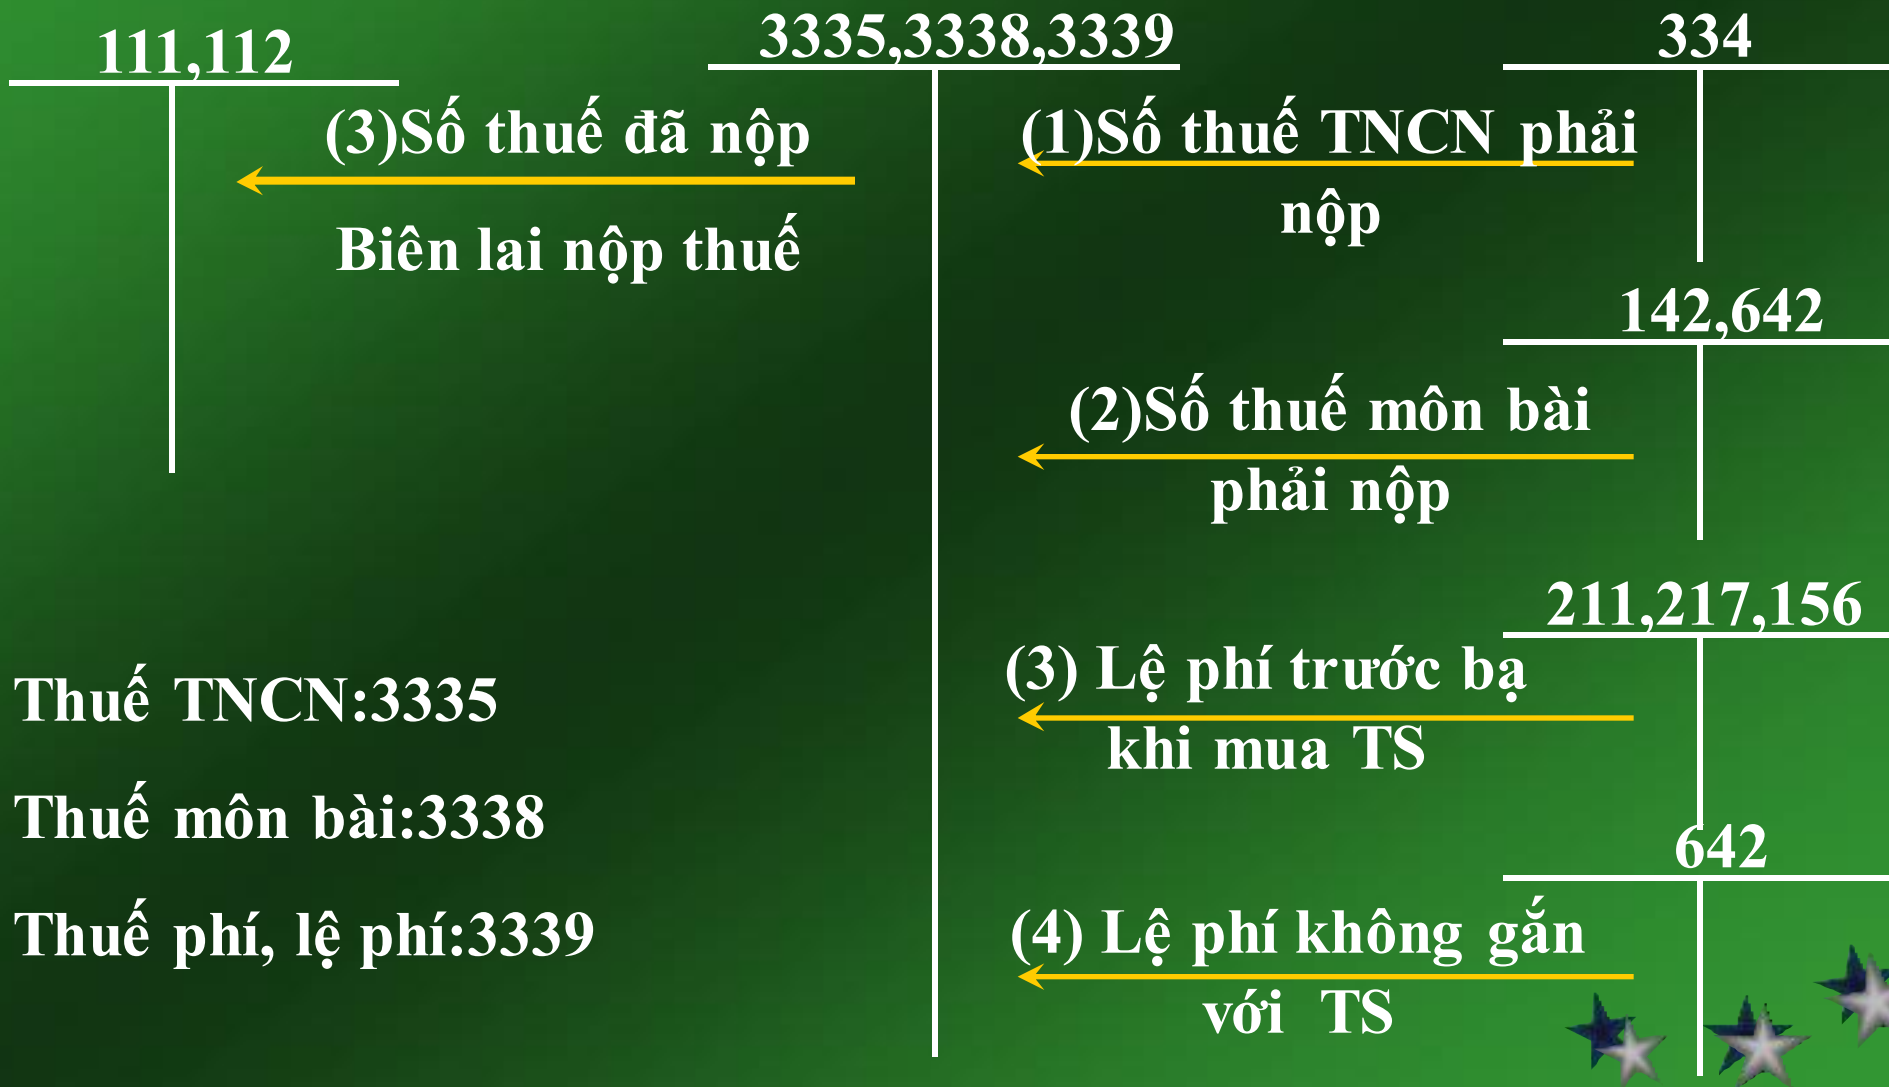 111,112
3335,3338,3339
334
(3)Số thuế đã nộp
Biên lai nộp thuế
(1)Số thuế TNCN phải
nộp
142,642
(2)Số thuế môn bài
phải nộp
211,217,156
(3) Lệ phí trước bạ
khi mua TS
642
(4) Lệ phí không gắn
với TS
Thuế TNCN:3335
Thuế môn bài:3338
Thuế phí, lệ phí:3339